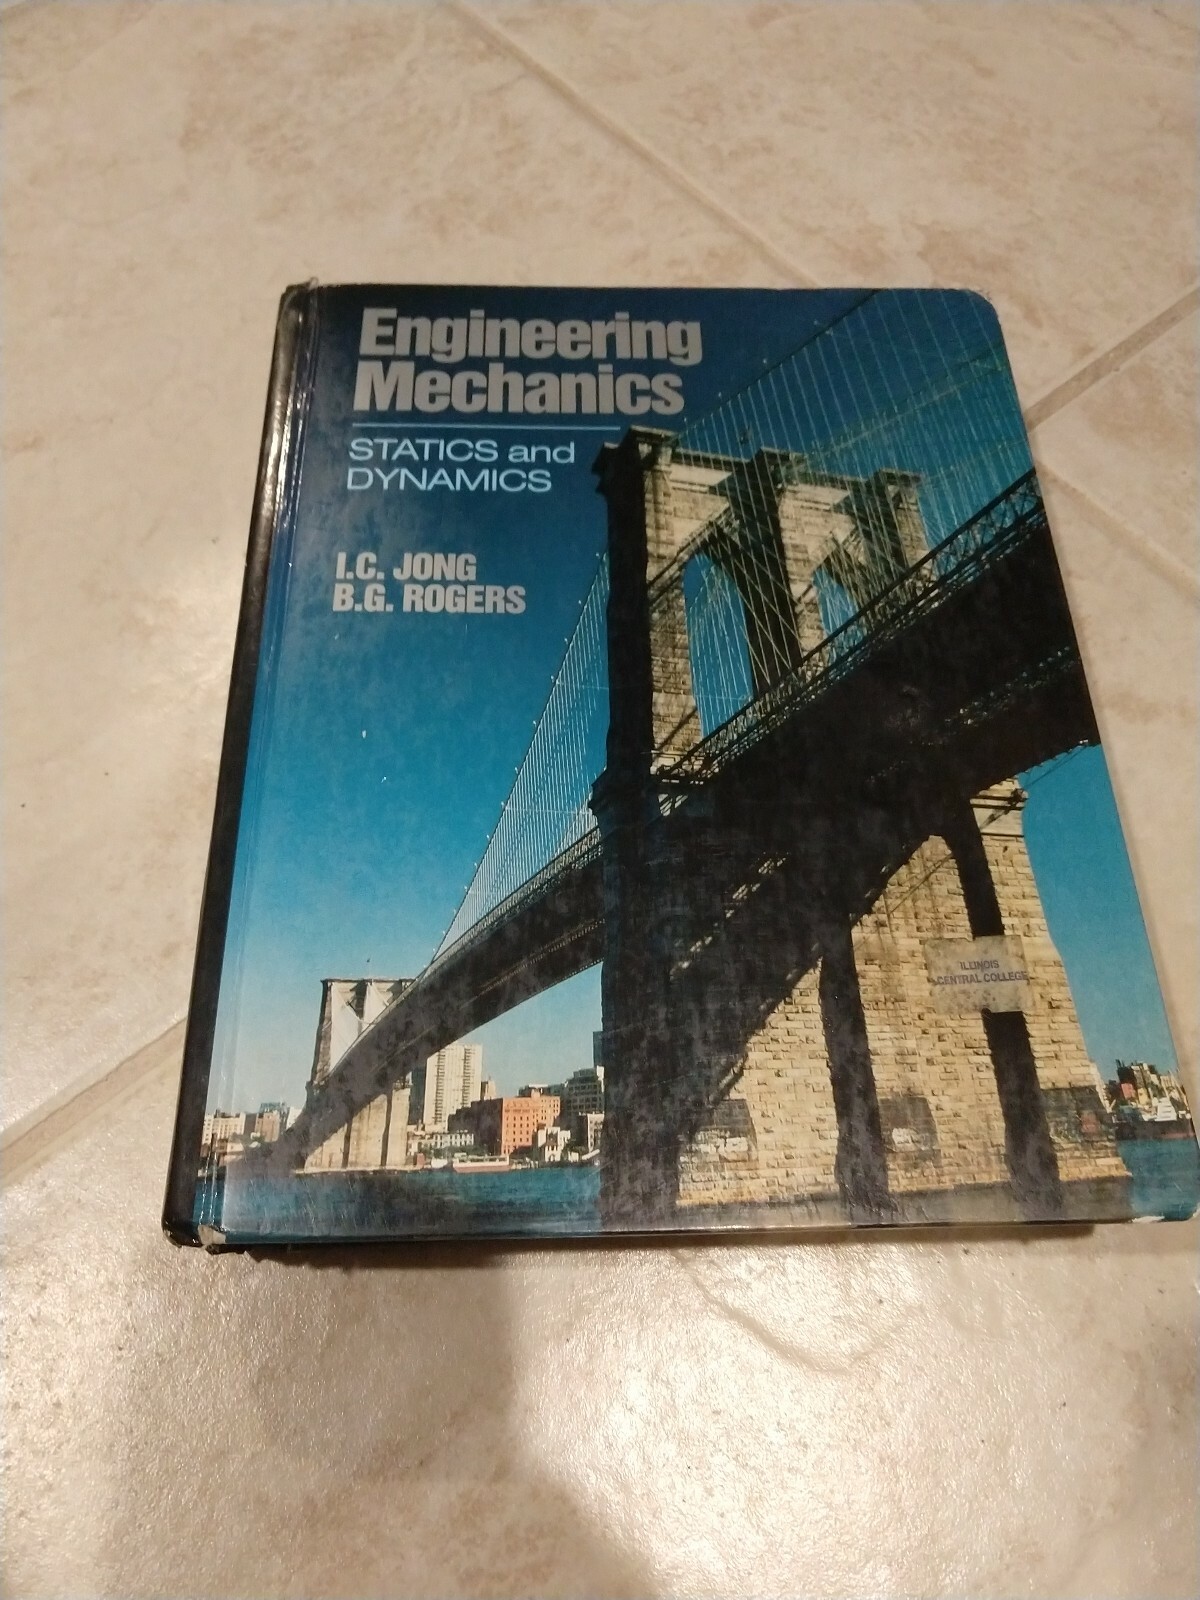 Engineering
Mechanics
STATICS and
DYNAMICS
I.C. JONG
B.G. ROGERS
ILLINOIS
CENTRAL COLLEGE